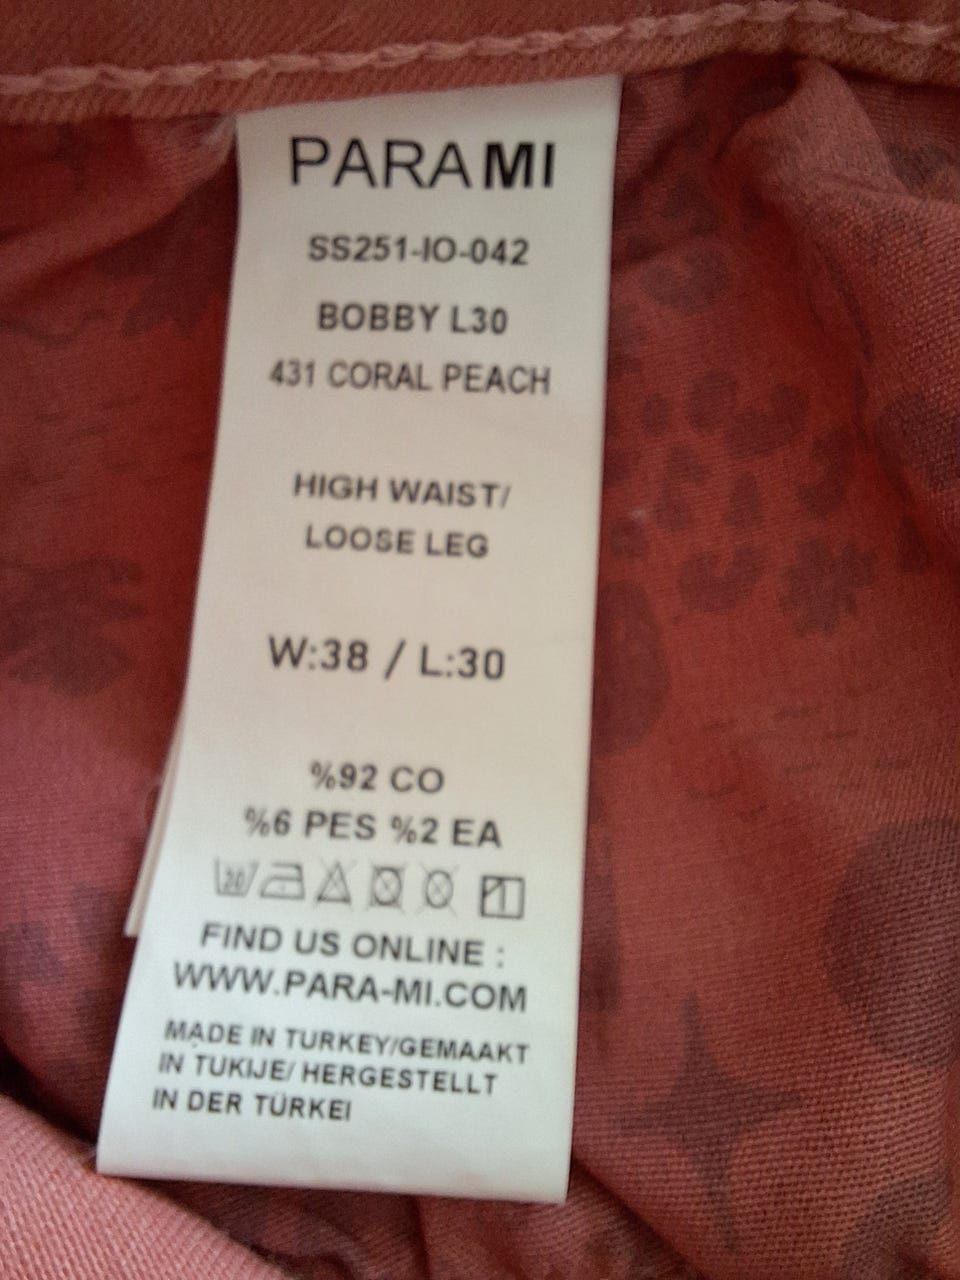 PARAMI
SS251-IO-042
BOBBY L30
431 CORAL PEACH
HIGH WAIST/
LOOSE LEG
W:38 / L:30
%92 CO
%6 PES %2 EA
30
FIND US ONLINE :
WWW.PARA-MI.COM
MADE IN TURKEY/GEMAAKT
IN TUKIJE/ HERGESTELLT
IN DER TÜRKEI